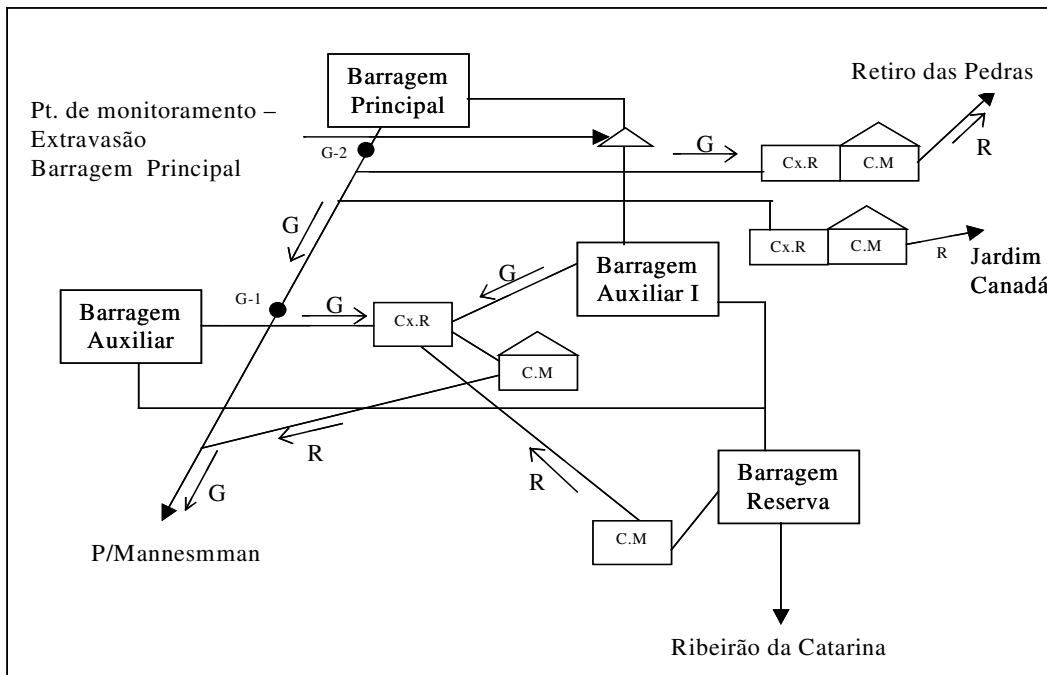 Barragem
Principal
Retiro das Pedras
Pt. de monitoramento –
Extravasão
Barragem Principal
G-2
G
Cx.R
C.M
R
G
Cx.R
C.M
R
Jardim
Canadá
Barragem
Auxiliar I
G
G-1
G
Barragem
Auxiliar
Cx.R
C.M
R
G
R
Barragem
Reserva
C.M
P/Mannesmman
Ribeirão da Catarina